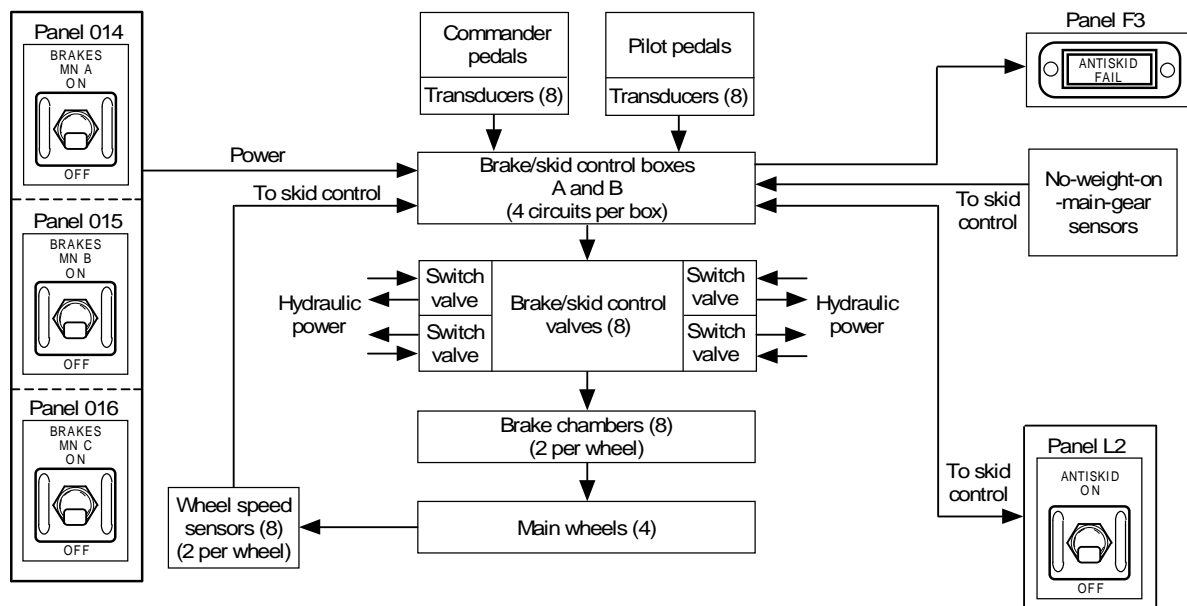 Panel 014
BRAKES
MN A
ON
OFF
Panel 015
BRAKES
MN B
ON
OFF
Panel 016
BRAKES
MN C
ON
OFF
Commander
pedals
Transducers (8)
Pilot pedals
Transducers (8)
Panel F3
ANTISKID
FAIL
Power
To skid control
Brake/skid control boxes
A and B
(4 circuits per box)
To skid
control
No-weight-on
-main-gear
sensors
Hydraulic
power
Switch
valve
Switch
valve
Brake/skid control
valves (8)
Switch
valve
Switch
valve
Hydraulic
power
Brake chambers (8)
(2 per wheel)
Wheel speed
sensors (8)
(2 per wheel)
Main wheels (4)
To skid
control
Panel L2
ANTISKID
ON
OFF